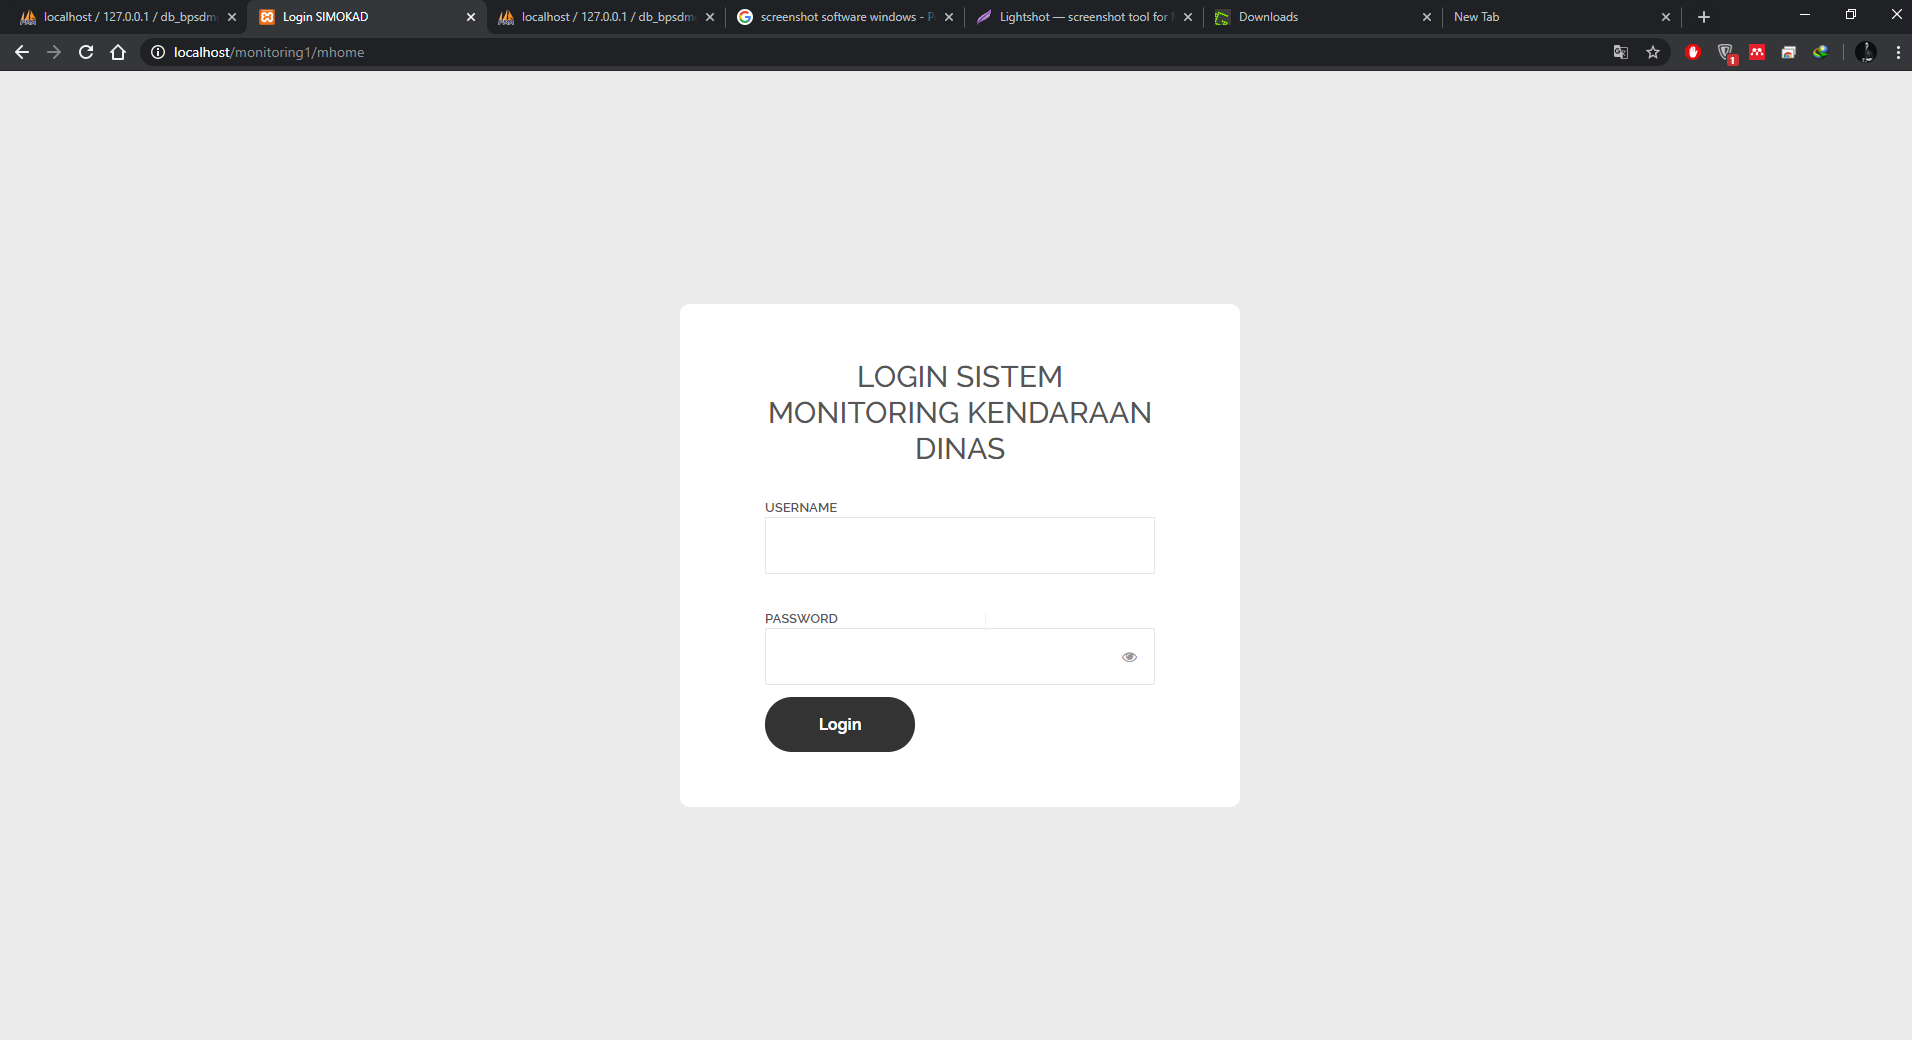 localhost / 127.0.0.1 / db_bpsdm
Login SIMOKAD
localhost / 127.0.0.1 / db_bpsdm
screenshot software windows -
Lightshot — screenshot tool for
Downloads
New Tab
localhost/monitoring1/mhome
1
LOGIN SISTEM
MONITORING KENDARAAN
DINAS
USERNAME
PASSWORD
Login